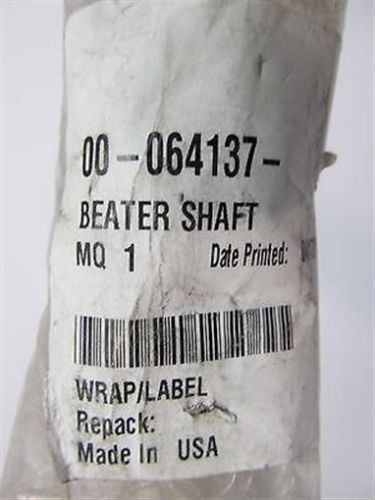 00-064137-
BEATER SHAFT
MQ 1 Date Printed:
WRAP/LABEL
Repack:
Made In USA